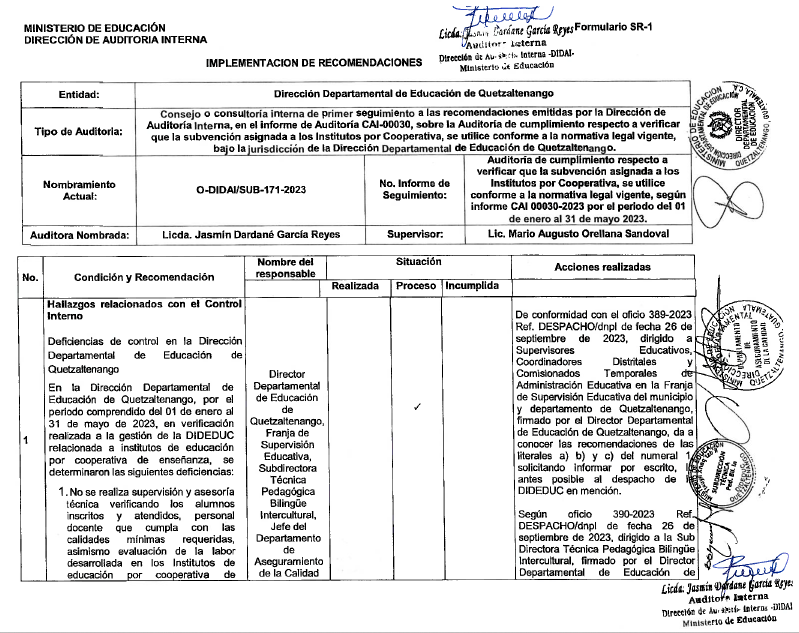 MINISTERIO DE EDUCACIÓN
DIRECCIÓN DE AUDITORIA INTERNA
Licda. Jasmin Dardane García Reyes
Auditora Interna
Dirección de Auditoria Interna -DIDAI-
Ministerio de Educación
Formulario SR-1
IMPLEMENTACION DE RECOMENDACIONES
Entidad:
Dirección Departamental de Educación de Quetzaltenango
Tipo de Auditoria:
Consejo o consultoría interna de primer seguimiento a las recomendaciones emitidas por la Dirección de
Auditoría Interna, en el informe de Auditoría CAI-00030, sobre la Auditoria de cumplimiento respecto a verificar
que la subvención asignada a los Institutos por Cooperativa, se utilice conforme a la normativa legal vigente,
bajo la jurisdicción de la Dirección Departamental de Educación de Quetzaltenango.
Nombramiento
Actual:
O-DIDAI/SUB-171-2023
No. Informe de
Seguimiento:
Auditoría de cumplimiento respecto a
verificar que la subvención asignada a los
Institutos por Cooperativa, se utilice
conforme a la normativa legal vigente, según
informe CAI 00030-2023 por el periodo del 01
de enero al 31 de mayo 2023.
Auditora Nombrada:
Licda. Jasmin Dardané García Reyes
Supervisor:
Lic. Mario Augusto Orellana Sandoval
DIRECTOR
DEPARTAMENTAL
DE EDUCACIÓN
No.
Condición y Recomendación
Nombre del
responsable
Situación
Realizada
Proceso
Incumplida
Acciones realizadas
1
Hallazgos relacionados con el Control
Interno
Deficiencias de control en la Dirección
Departamental de Educación de
Quetzaltenango
En la Dirección Departamental de
Educación de Quetzaltenango, por el
periodo comprendido del 01 de enero al
31 de mayo de 2023, en verificación
realizada a la gestión de la DIDEDUC
relacionada a institutos de educación
por cooperativa de enseñanza, se
determinaron las siguientes deficiencias:
1. No se realiza supervisión y asesoría
técnica verificando los alumnos
inscritos y atendidos, personal
docente que cumpla con las
calidades mínimas requeridas,
asimismo evaluación de la labor
desarrollada en los Institutos de
educación por cooperativa de
Director
Departamental
de Educación
de
Quetzaltenango,
Franja de
Supervisión
Educativa,
Subdirectora
Técnica
Pedagógica
Bilingüe
Intercultural,
Jefe del
Departamento
de
Aseguramiento
de la Calidad
✓
De conformidad con el oficio 389-2023
Ref. DESPACHO/dnpl de fecha 26 de
septiembre de 2023, dirigido a
Supervisores Educativos,
Coordinadores Distritales y
Comisionados Temporales de
Administración Educativa en la Franja
de Supervisión Educativa del municipio
y departamento de Quetzaltenango,
firmado por el Director Departamental
de Educación de Quetzaltenango, da a
conocer las recomendaciones de las
literales a) b) y c) del numeral 1,
solicitando informar por escrito, lo
antes posible al despacho de la
DIDEDUC en mención.
Según oficio 390-2023 Ref.
DESPACHO/dnpl de fecha 26 de
septiembre de 2023, dirigido a la Sub
Directora Técnica Pedagógica Bilingüe
Intercultural, firmado por el Director
Departamental de Educación de
Licda. Jasmin Dardane García Reyes
Auditora Interna
Dirección de Auditoria Interna -DIDAI-
Ministerio de Educación